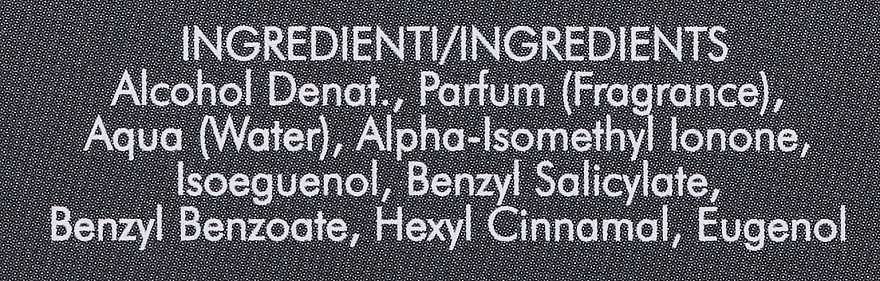 INGREDIENTI/INGREDIENTS
Alcohol Denat., Parfum (Fragrance),
Aqua (Water), Alpha-Isomethyl Ionone,
Isoeguenol, Benzyl Salicylate,
Benzyl Benzoate, Hexyl Cinnamal, Eugenol